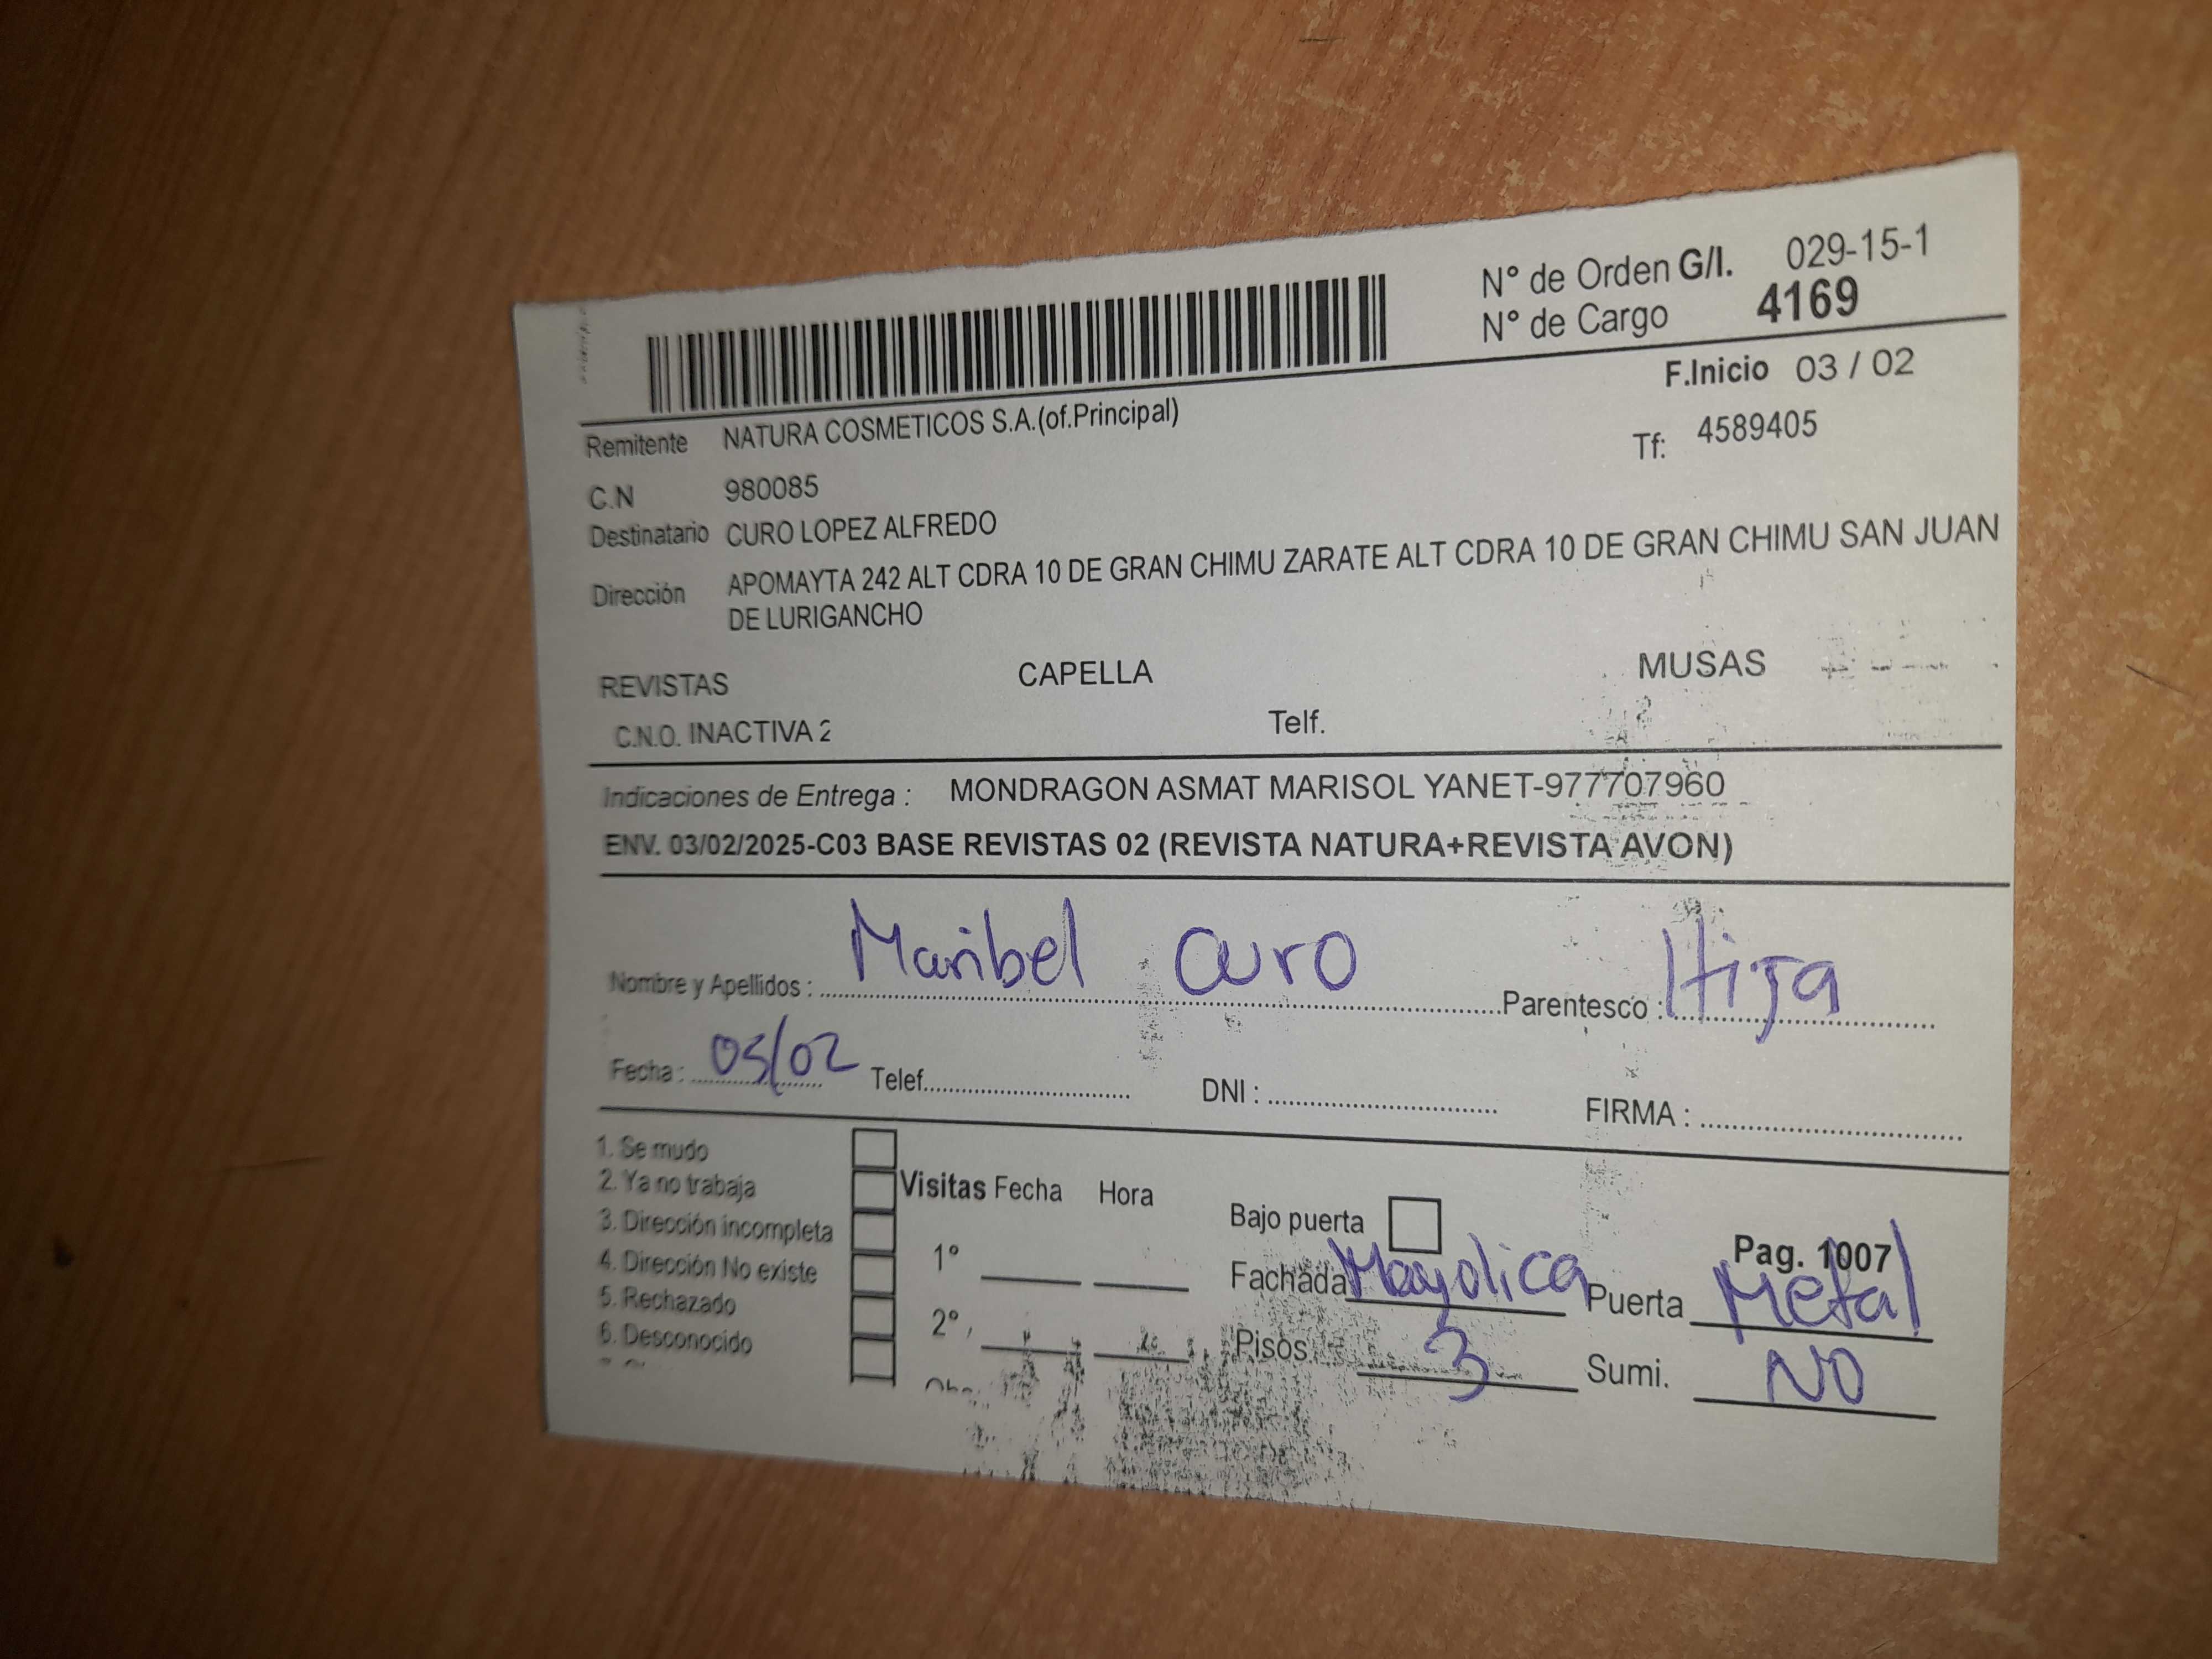 N° de Orden G/I. 029-15-1
N° de Cargo 4169
F.Inicio 03 / 02
Remitente NATURA COSMETICOS S.A.(of.Principal)
Tf: 4589405
C.N 980085
Destinatario CURO LOPEZ ALFREDO
Dirección APOMAYTA 242 ALT CDRA 10 DE GRAN CHIMU ZARATE ALT CDRA 10 DE GRAN CHIMU SAN JUAN
DE LURIGANCHO
REVISTAS CAPELLA MUSAS
C.N.O. INACTIVA 2 Telf.
Indicaciones de Entrega : MONDRAGON ASMAT MARISOL YANET-977707960
ENV. 03/02/2025-C03 BASE REVISTAS 02 (REVISTA NATURA+REVISTA AVON)
Nombre y Apellidos : Maribel Curo Parentesco : Hija
Fecha : 05/02 Telef. DNI : FIRMA :
1. Se mudo
2. Ya no trabaja
3. Dirección incompleta
4. Dirección No existe
5. Rechazado
6. Desconocido
Visitas Fecha Hora
1°
2°
Bajo puerta
Pag. 1007
Fachada Mayolica Puerta Metal
Pisos 3 Sumi. NO